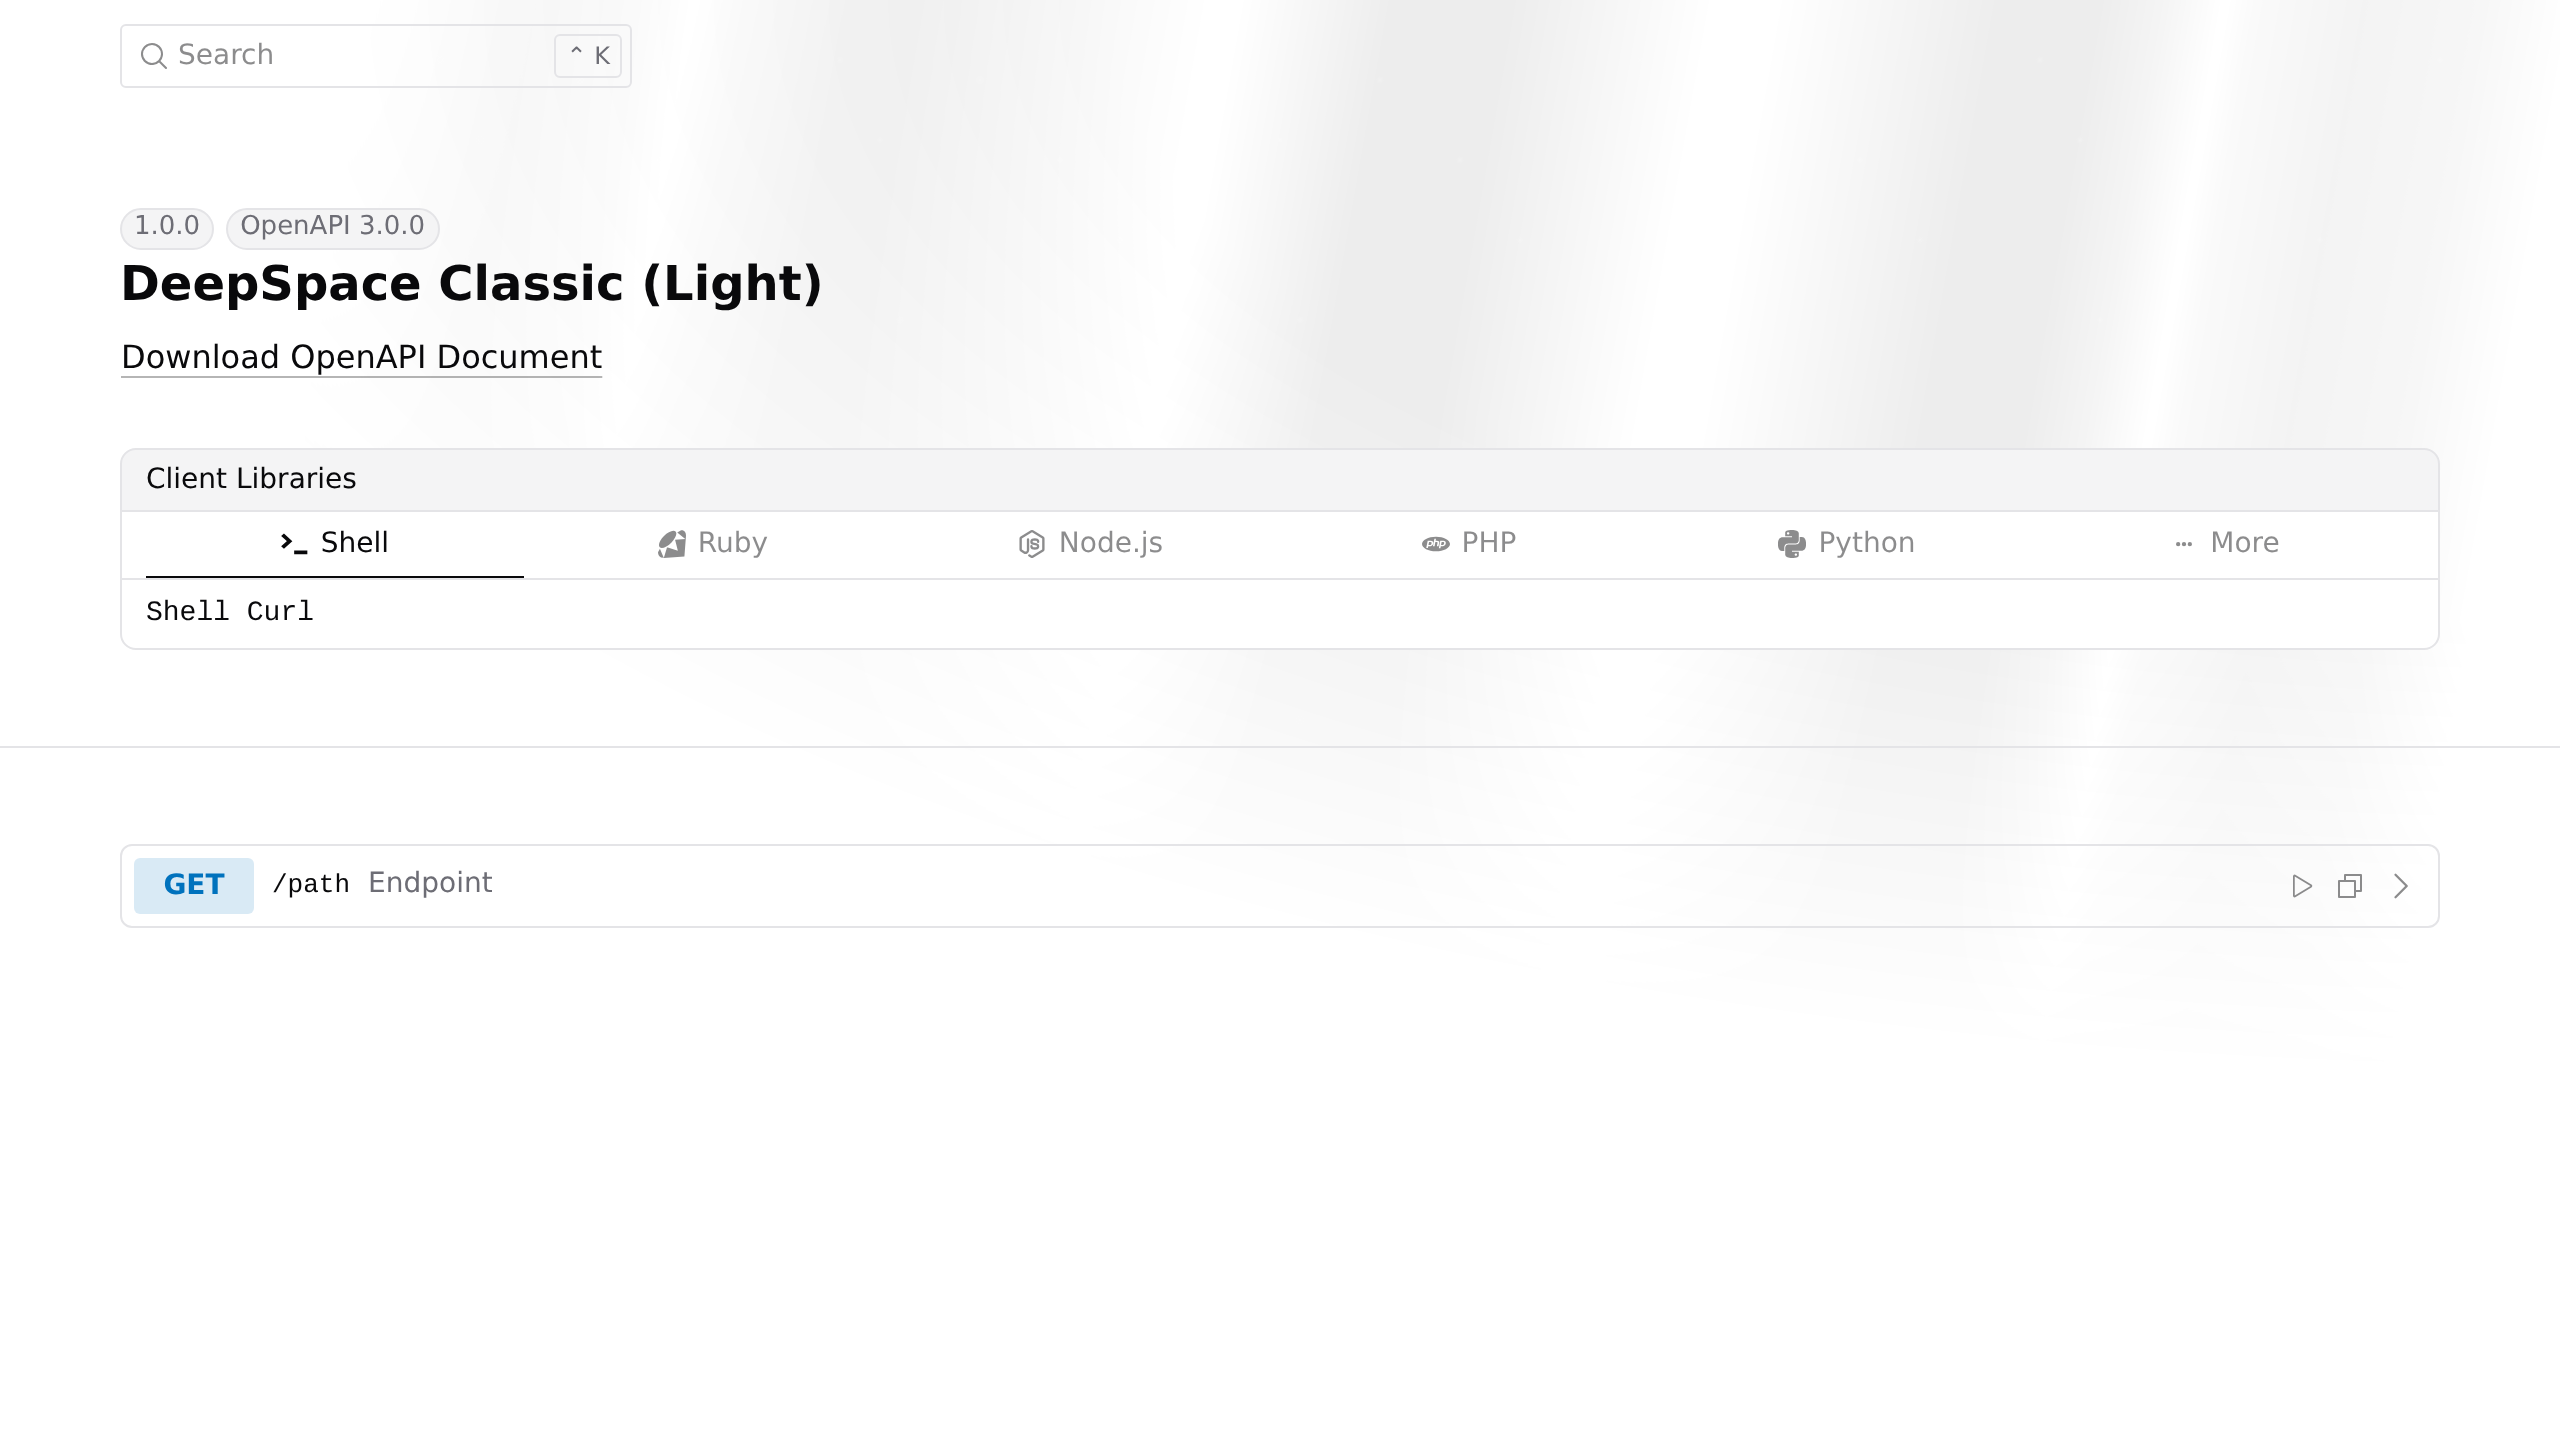 Search ⌃ K
1.0.0 OpenAPI 3.0.0
DeepSpace Classic (Light)
Download OpenAPI Document
Client Libraries
Shell Ruby Node.js PHP Python More
Shell Curl
GET /path Endpoint